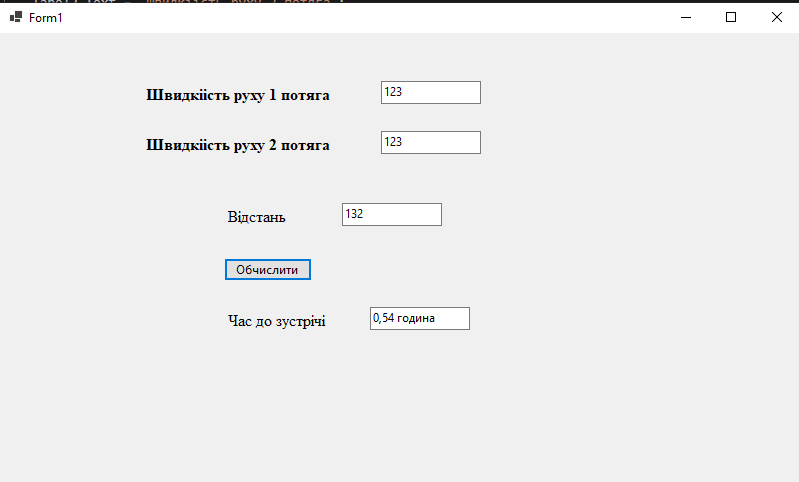 Form1
Швидкіість руху 1 потяга 123
Швидкіість руху 2 потяга 123
Відстань 132
Обчислити
Час до зустрічі 0,54 година